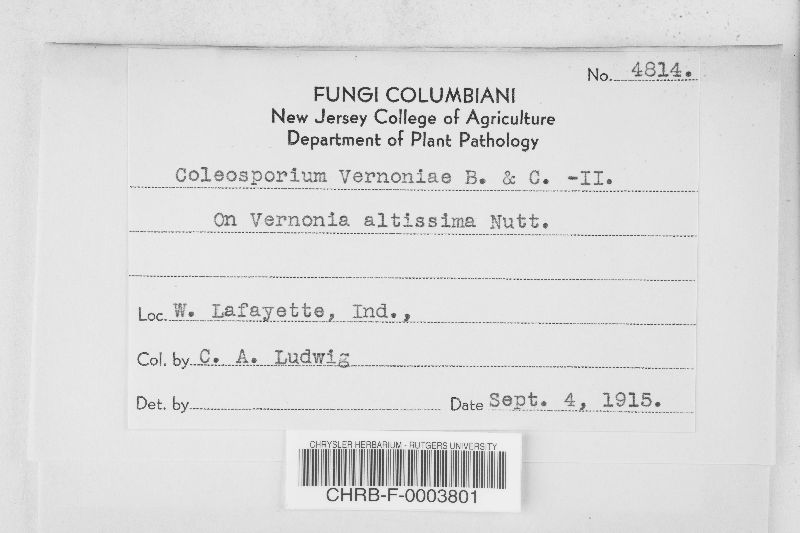 No. 4814.
FUNGI COLUMBIANI
New Jersey College of Agriculture
Department of Plant Pathology
Coleosporium Vernoniae B. & C. -II.
On Vernonia altissima Nutt.
Loc. W. Lafayette, Ind.,
Col. by C. A. Ludwig
Det. by Date Sept. 4, 1915.
CHRYSLER HERBARIUM - RUTGERS UNIVERSITY
CHRB-F-0003801